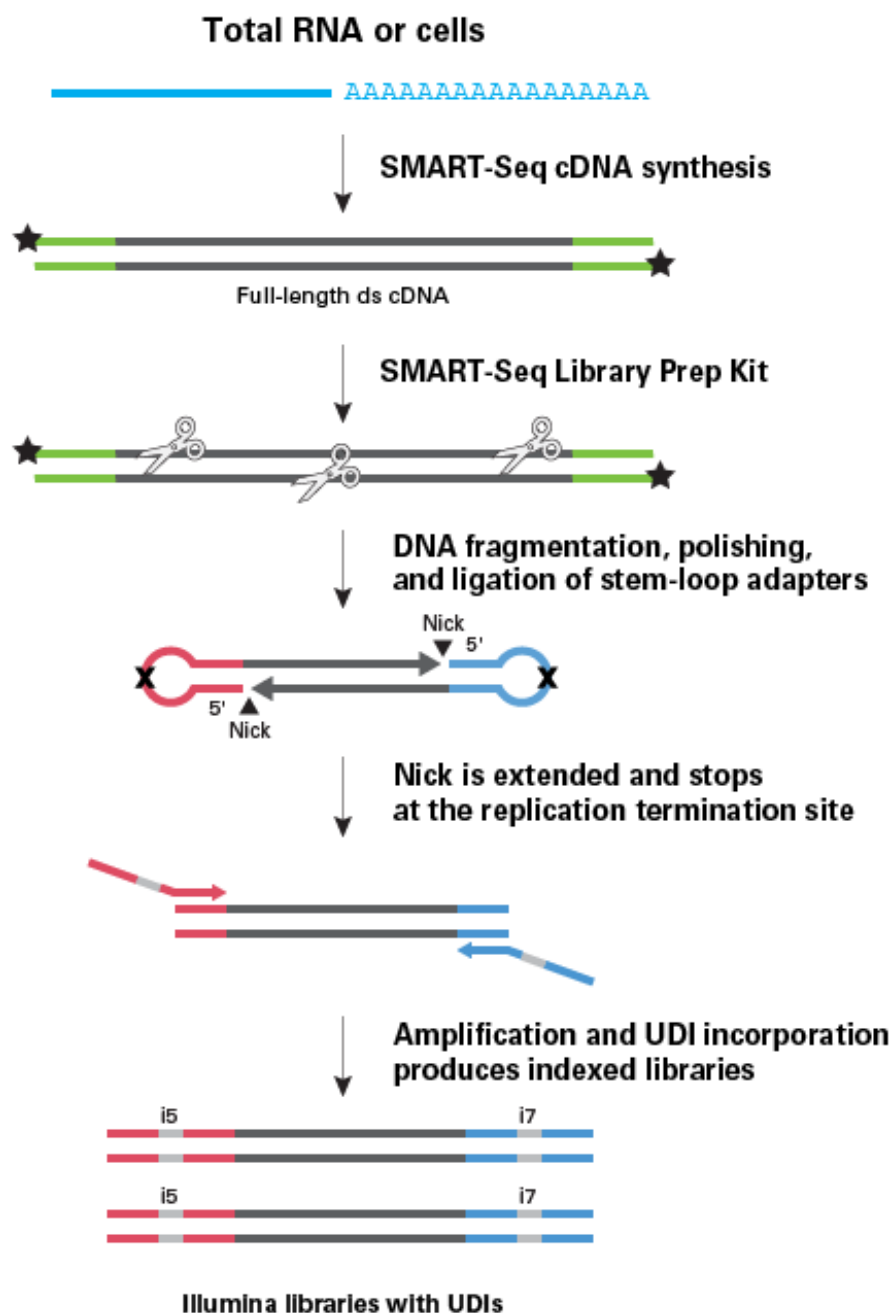 Total RNA or cells
AAAAAAAAAAAAAAAAA
SMART-Seq cDNA synthesis
Full-length ds cDNA
SMART-Seq Library Prep Kit
DNA fragmentation, polishing,
and ligation of stem-loop adapters
Nick
5'
X
X
5'
Nick
Nick is extended and stops
at the replication termination site
Amplification and UDI incorporation
produces indexed libraries
i5 i7
i5 i7
Illumina libraries with UDIs